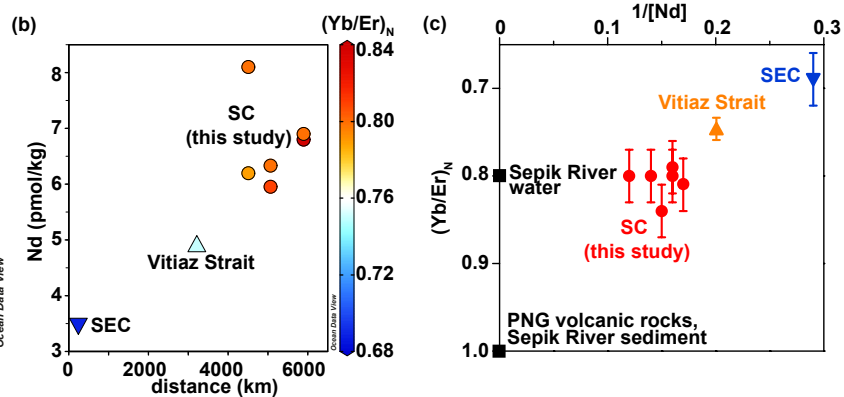 (b)
(Yb/Er)N
8
7
6
5
4
3
Nd (pmol/kg)
SC
(this study)
Vitiaz Strait
SEC
0
2000
4000
6000
distance (km)
0.84
0.80
0.76
0.72
0.68
Ocean Data View
Ocean Data View
(c)
1/[Nd]
0
0.1
0.2
0.3
0.7
0.8
0.9
1.0
(Yb/Er)N
SEC
Vitiaz Strait
Sepik River
water
SC
(this study)
PNG volcanic rocks,
Sepik River sediment